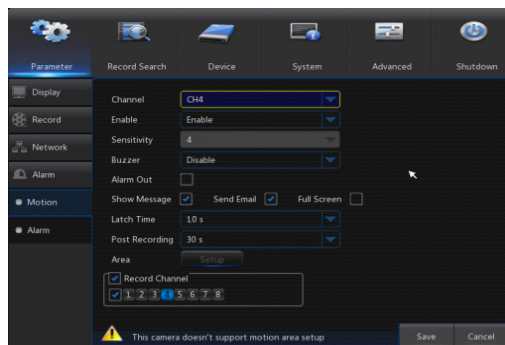 Parameter Record Search Device System Advanced Shutdown
Display
Record
Network
Alarm
Motion
Alarm
Channel CH4
Enable Enable
Sensitivity 4
Buzzer Disable
Alarm Out
Show Message Send Email Full Screen
Latch Time 10 s
Post Recording 30 s
Area Setup
Record Channel
1 2 3 4 5 6 7 8
This camera doesn't support motion area setup Save Cancel